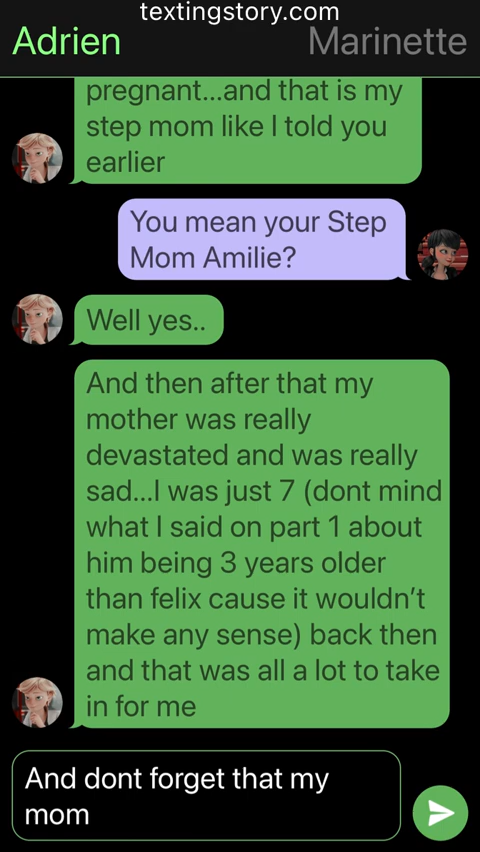 textingstory.com
Adrien
Marinette
pregnant...and that is my
step mom like I told you
earlier
You mean your Step
Mom Amilie?
Well yes..
And then after that my
mother was really
devastated and was really
sad...I was just 7 (dont mind
what I said on part 1 about
him being 3 years older
than felix cause it wouldn’t
make any sense) back then
and that was all a lot to take
in for me
And dont forget that my
mom